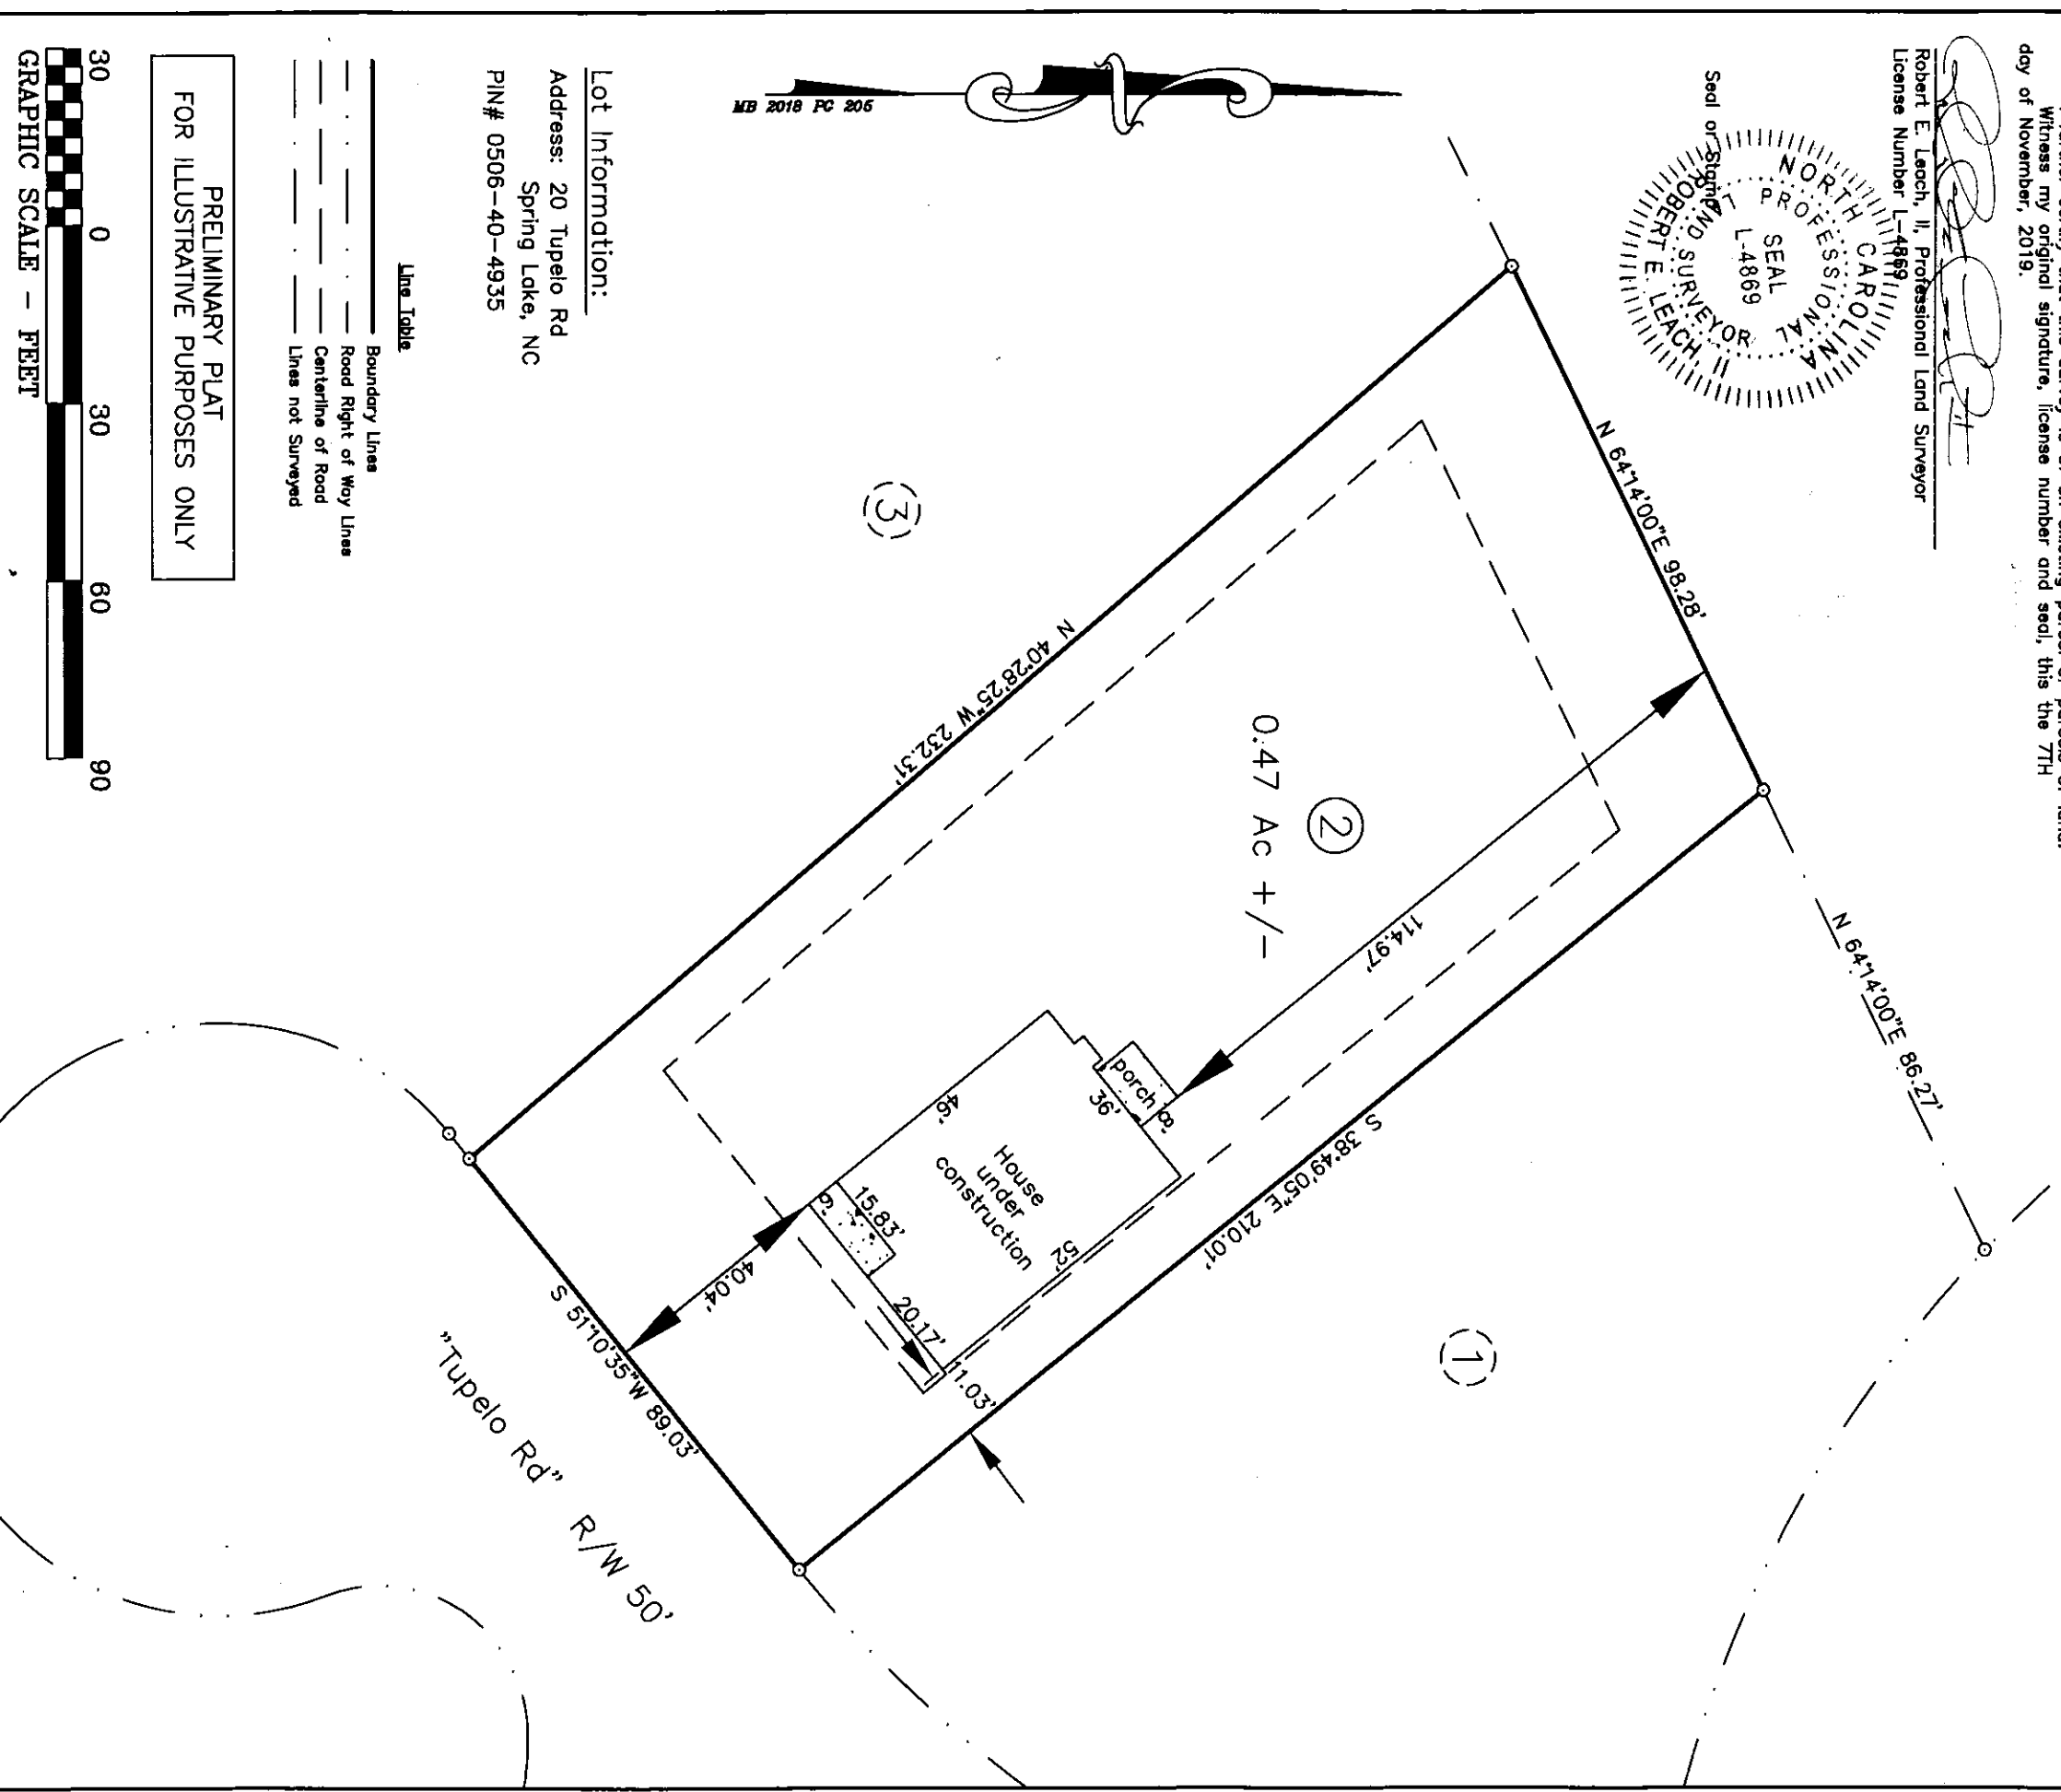 Witness my original signature, license number and seal, this the 7TH
day of November, 2019.
Robert E. Leach, II, Professional Land Surveyor
License Number L-4869
Seal or Stamp
NORTH CAROLINA
PROFESSIONAL
SEAL
L-4869
LAND SURVEYOR
ROBERT E. LEACH, II
MB 2018 PG 206
Lot Information:
Address: 20 Tupelo Rd
Spring Lake, NC
PIN# 0506-40-4935
Line Table
Boundary Lines
Road Right of Way Lines
Centerline of Road
Lines not Surveyed
PRELIMINARY PLAT
FOR ILLUSTRATIVE PURPOSES ONLY
30 0 30 60 90
GRAPHIC SCALE - FEET
N 64°14'00"E 98.28'
N 64°14'00"E 86.27'
N 40°28'25"W 232.31'
S 38°49'05"E 210.01'
S 51°10'35"W 89.03'
1
2
3
0.47 Ac +/-
114.97'
Porch
8'
36'
46'
House
under
construction
52'
15.83'
6'
20.17'
11.03'
40.04'
"Tupelo Rd" R/W 50'